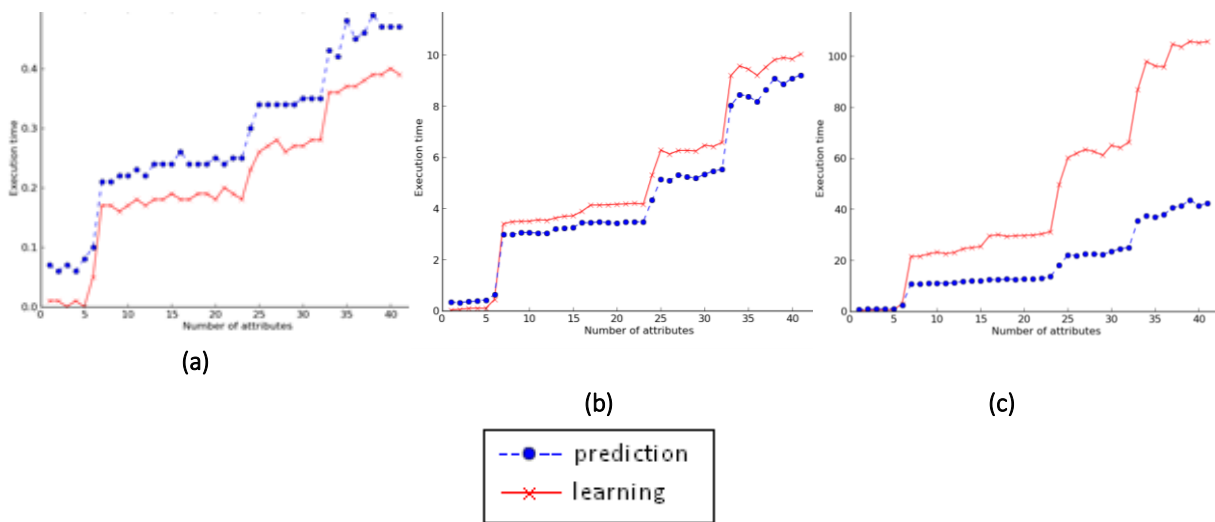 Execution time
0.4
0.3
0.2
0.1
0.0
0 5 10 15 20 25 30 35 40
Number of attributes
(a)
Execution time
10
8
6
4
2
0
0 5 10 15 20 25 30 35 40
Number of attributes
(b)
Execution time
100
80
60
40
20
0
0 5 10 15 20 25 30 35 40
Number of attributes
(c)
prediction
learning